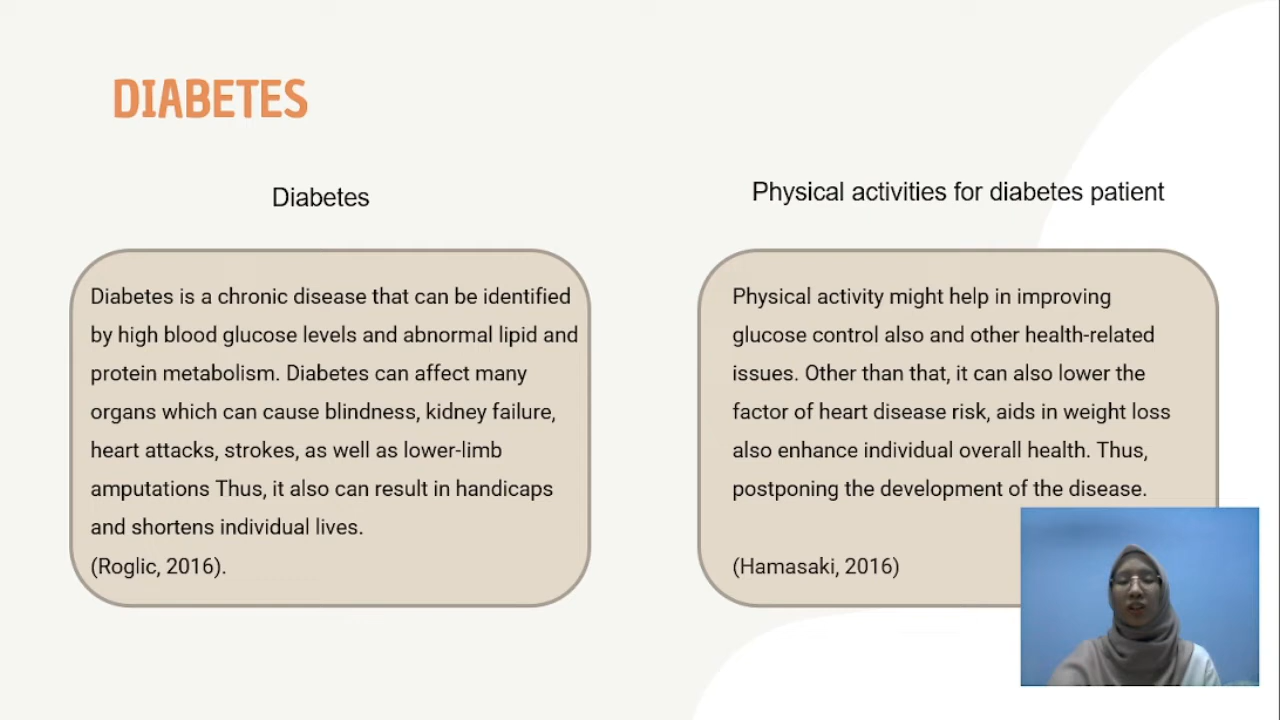 DIABETES
Diabetes
Diabetes is a chronic disease that can be identified
by high blood glucose levels and abnormal lipid and
protein metabolism. Diabetes can affect many
organs which can cause blindness, kidney failure,
heart attacks, strokes, as well as lower-limb
amputations Thus, it also can result in handicaps
and shortens individual lives.
(Roglic, 2016).
Physical activities for diabetes patient
Physical activity might help in improving
glucose control also and other health-related
issues. Other than that, it can also lower the
factor of heart disease risk, aids in weight loss
also enhance individual overall health. Thus,
postponing the development of the disease.
(Hamasaki, 2016)